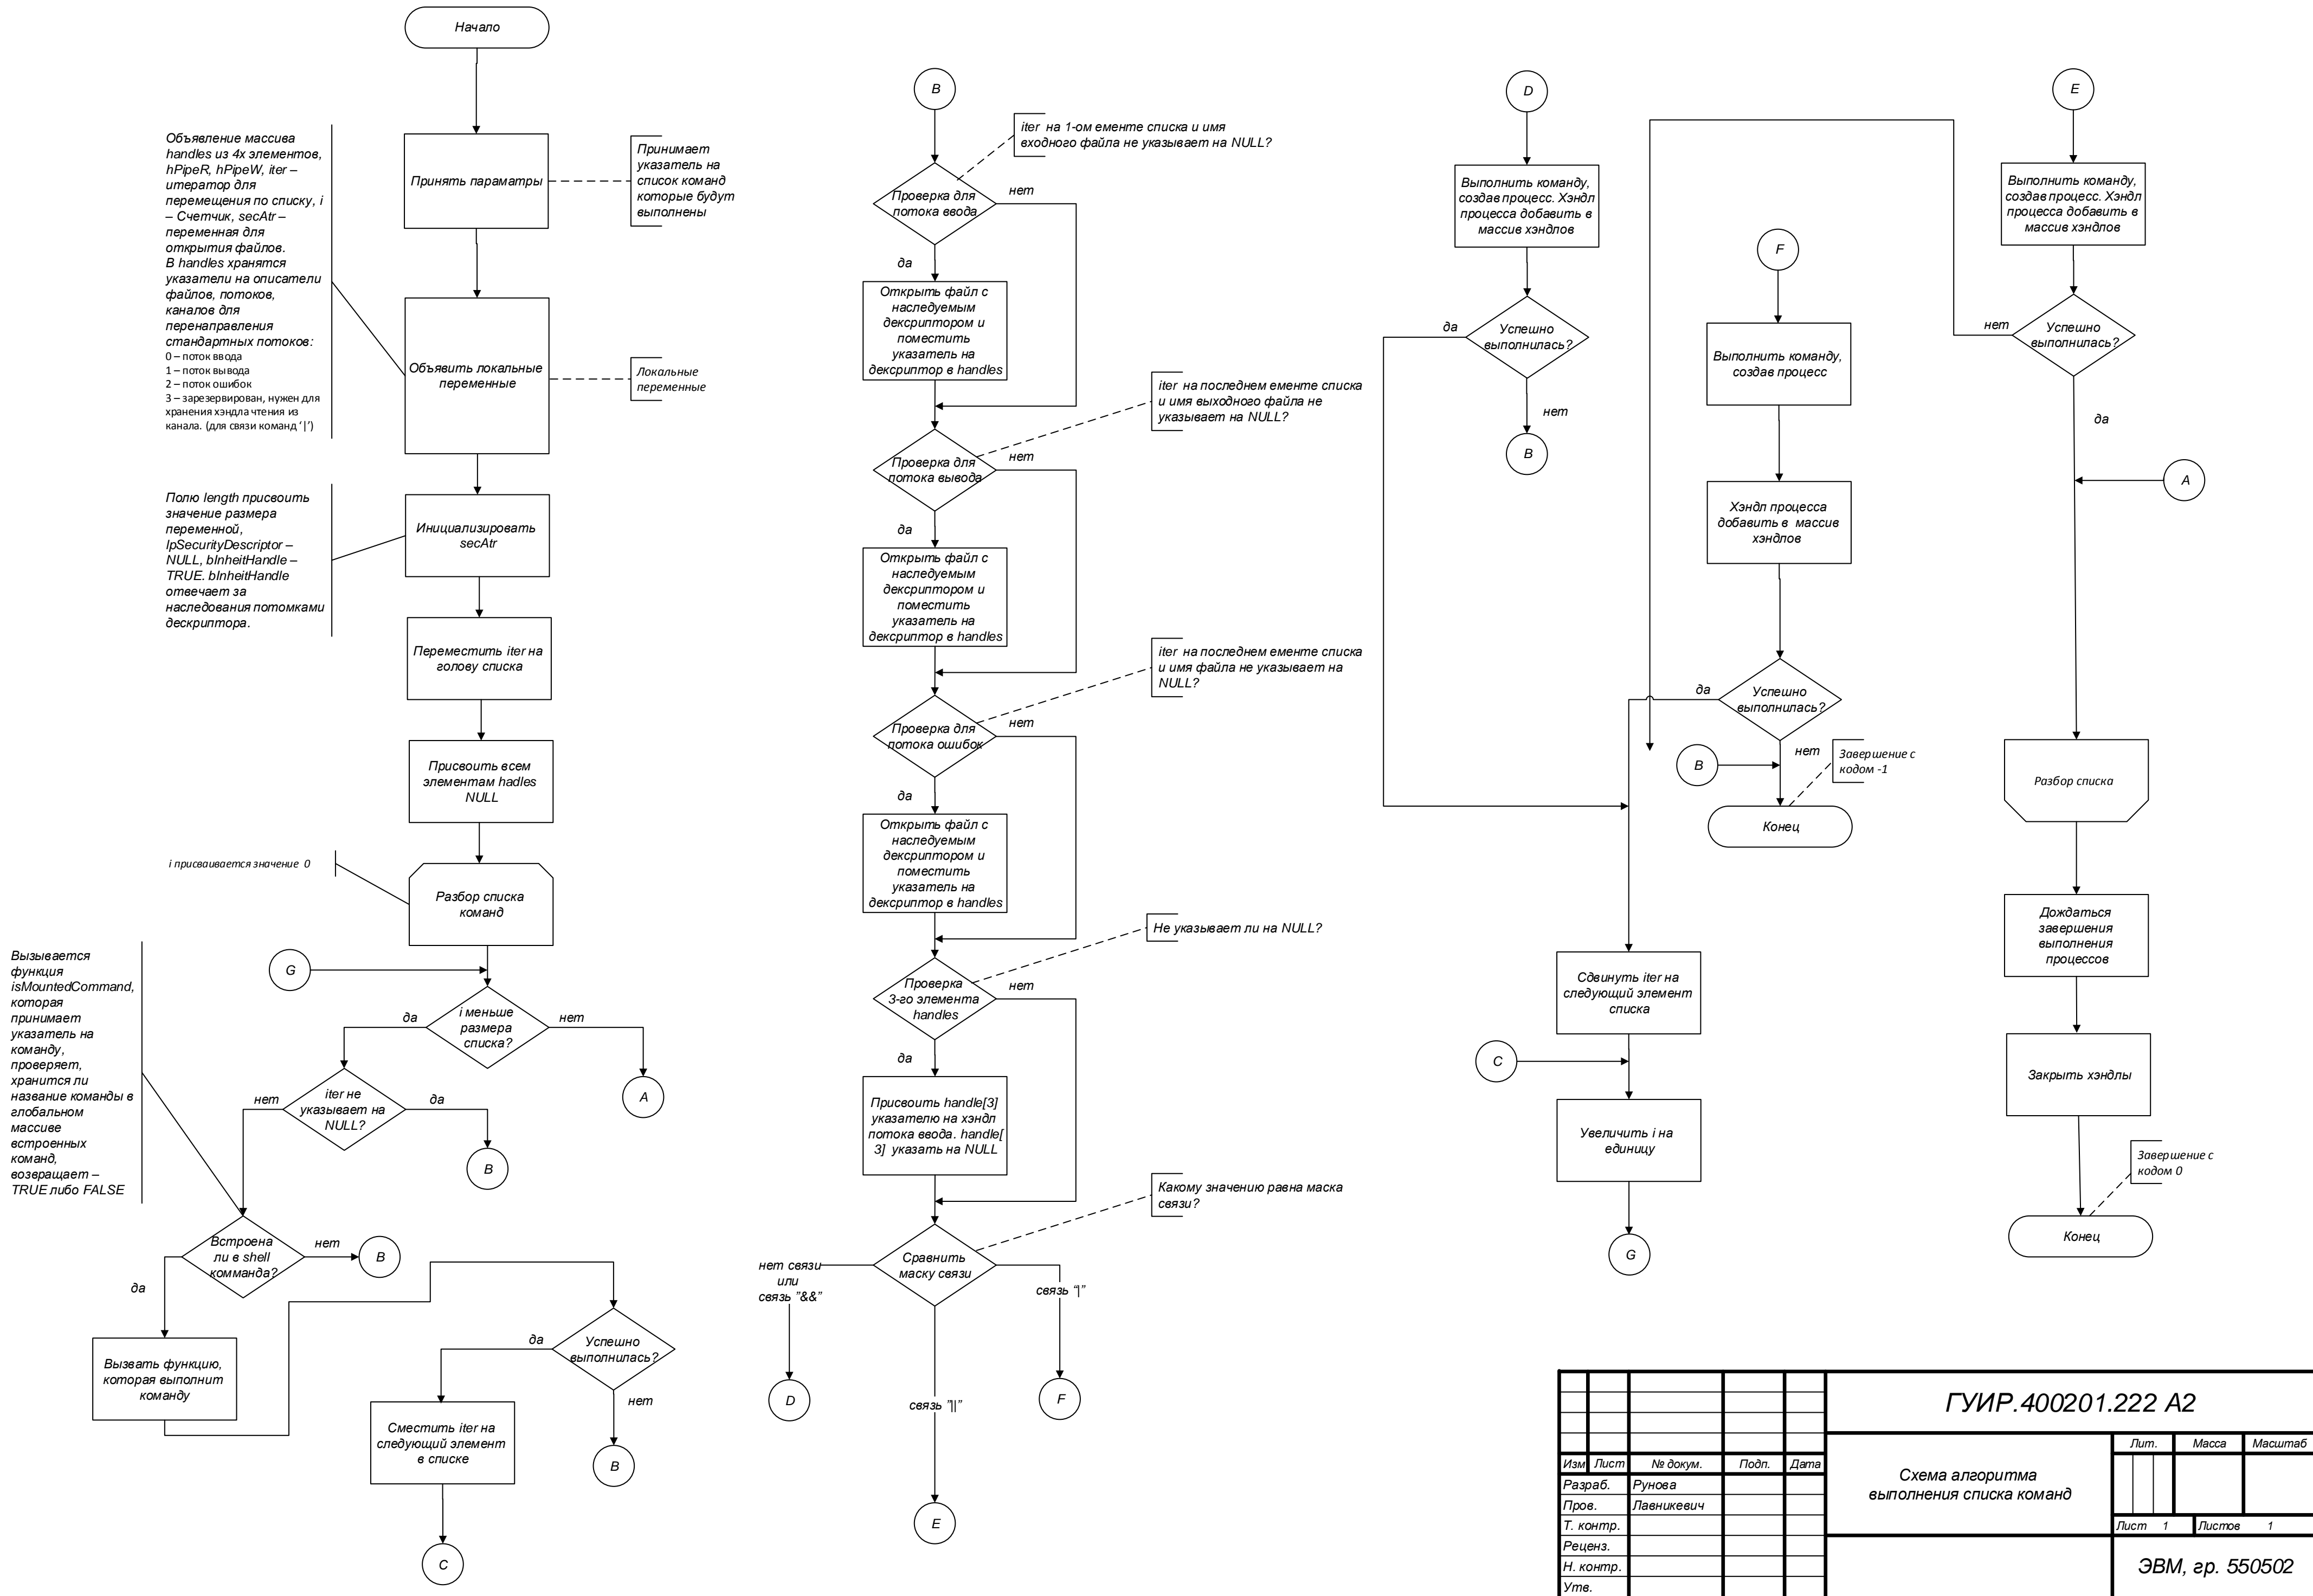 Начало
Объявление массива
handles из 4х элементов,
hPipeR, hPipeW, iter –
итератор для
перемещения по списку, i
– Счетчик, secAtr –
переменная для
открытия файлов.
В handles хранятся
указатели на описатели
файлов, потоков,
каналов для
перенаправления
стандартных потоков:
0 – поток ввода
1 – поток вывода
2 – поток ошибок
3 – зарезервирован, нужен для
хранения хэндла чтения из
канала. (для связи команд ‘|’)
Принять параматры
Принимает
указатель на
список команд
которые будут
выполнены
Объявить локальные
переменные
Локальные
переменные
Полю length присвоить
значение размера
переменной,
lpSecurityDescriptor –
NULL, bInheitHandle –
TRUE. bInheitHandle
отвечает за
наследования потомками
дескриптора.
Инициализировать
secAtr
Переместить iter на
голову списка
Присвоить всем
элементам hadles
NULL
i присваивается значение 0
Разбор списка
команд
Вызывается
функция
isMountedCommand,
которая
принимает
указатель на
команду,
проверяет,
хранится ли
название команды в
глобальном
массиве
встроенных
команд,
возвращает –
TRUE либо FALSE
G
i меньше
размера
списка?
да
нет
A
iter не
указывает на
NULL?
нет
да
B
Встроена
ли в shell
комманда?
нет
B
да
Вызвать функцию,
которая выполнит
команду
Успешно
выполнилась?
да
нет
B
Сместить iter на
следующий элемент
в списке
C
B
iter на 1-ом ементе списка и имя
входного файла не указывает на NULL?
Проверка для
потока ввода
нет
да
Открыть файл с
наследуемым
дексриптором и
поместить
указатель на
дексриптор в handles
iter на последнем ементе списка
и имя выходного файла не
указывает на NULL?
Проверка для
потока вывода
нет
да
Открыть файл с
наследуемым
дексриптором и
поместить
указатель на
дексриптор в handles
iter на последнем ементе списка
и имя файла не указывает на
NULL?
Проверка для
потока ошибок
нет
да
Открыть файл с
наследуемым
дексриптором и
поместить
указатель на
дексриптор в handles
Не указывает ли на NULL?
Проверка
3-го элемента
handles
нет
да
Присвоить handle[3]
указателю на хэндл
потока ввода. handle[
3] указать на NULL
Какому значению равна маска
связи?
Сравнить
маску связи
нет связи
или
связь ”&&”
связь “|”
связь ”||”
D
F
E
D
Выполнить команду,
создав процесс. Хэндл
процесса добавить в
массив хэндлов
Успешно
выполнилась?
да
нет
B
F
Выполнить команду,
создав процесс
Хэндл процесса
добавить в массив
хэндлов
Успешно
выполнилась?
да
нет
B
Завершение с
кодом -1
Конец
Сдвинуть iter на
следующий элемент
списка
C
Увеличить i на
единицу
G
E
Выполнить команду,
создав процесс. Хэндл
процесса добавить в
массив хэндлов
Успешно
выполнилась?
нет
да
A
Разбор списка
Дождаться
завершения
выполнения
процессов
Закрыть хэндлы
Завершение с
кодом 0
Конец
ГУИР.400201.222 А2
Схема алгоритма
выполнения списка команд
Лит. Масса Масштаб
Изм Лист № докум. Подп. Дата
Разраб. Рунова
Пров. Лавникевич
Т. контр.
Реценз.
Н. контр.
Утв.
Лист 1 Листов 1
ЭВМ, гр. 550502